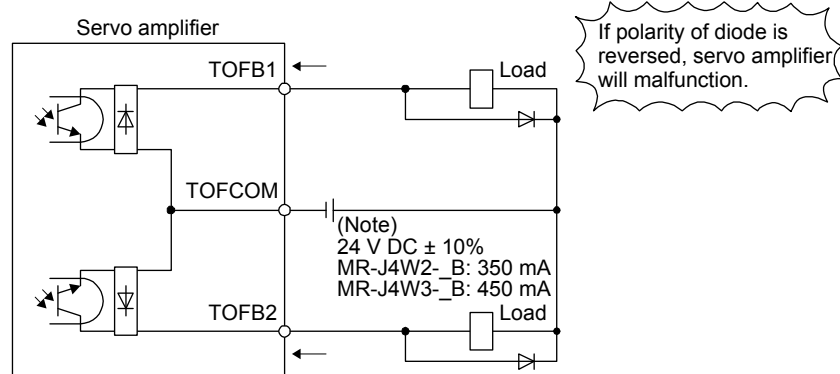 Servo amplifier
If polarity of diode is
reversed, servo amplifier
will malfunction.
TOFB1
Load
TOFCOM
(Note)
24 V DC ± 10%
MR-J4W2-_B: 350 mA
MR-J4W3-_B: 450 mA
TOFB2
Load